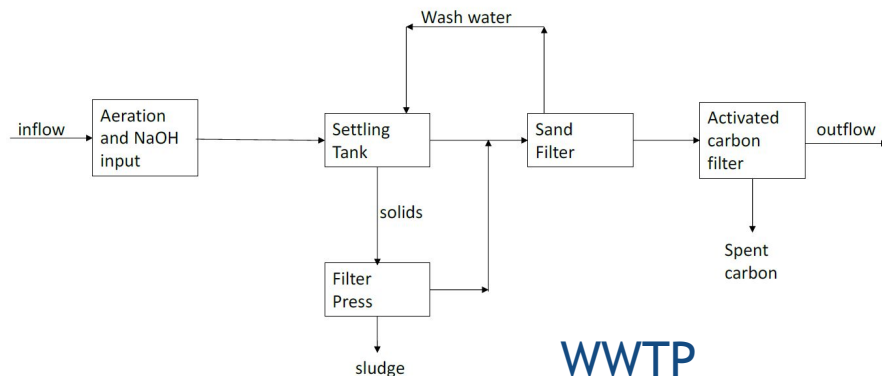 Wash water
inflow
Aeration
and NaOH
input
Settling
Tank
Sand
Filter
Activated
carbon
filter
outflow
solids
Spent
carbon
Filter
Press
sludge
WWTP